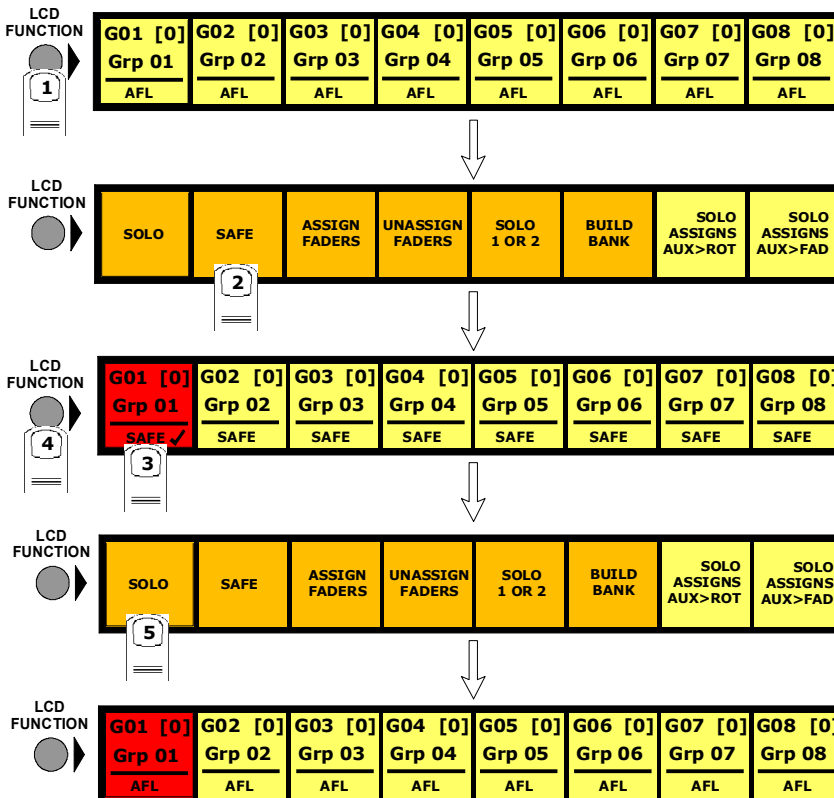 LCD
FUNCTION
1
G01 [0] G02 [0] G03 [0] G04 [0] G05 [0] G06 [0] G07 [0] G08 [0]
Grp 01 Grp 02 Grp 03 Grp 04 Grp 05 Grp 06 Grp 07 Grp 08
AFL AFL AFL AFL AFL AFL AFL AFL
LCD
FUNCTION
SOLO
SAFE
ASSIGN
FADERS
UNASSIGN
FADERS
SOLO
1 OR 2
BUILD
BANK
SOLO
ASSIGNS
AUX>ROT
SOLO
ASSIGNS
AUX>FAD
2
LCD
FUNCTION
4
G01 [0] G02 [0] G03 [0] G04 [0] G05 [0] G06 [0] G07 [0] G08 [0]
Grp 01 Grp 02 Grp 03 Grp 04 Grp 05 Grp 06 Grp 07 Grp 08
SAFE ✓ SAFE SAFE SAFE SAFE SAFE SAFE SAFE
3
LCD
FUNCTION
SOLO
SAFE
ASSIGN
FADERS
UNASSIGN
FADERS
SOLO
1 OR 2
BUILD
BANK
SOLO
ASSIGNS
AUX>ROT
SOLO
ASSIGNS
AUX>FAD
5
LCD
FUNCTION
G01 [0] G02 [0] G03 [0] G04 [0] G05 [0] G06 [0] G07 [0] G08 [0]
Grp 01 Grp 02 Grp 03 Grp 04 Grp 05 Grp 06 Grp 07 Grp 08
AFL AFL AFL AFL AFL AFL AFL AFL